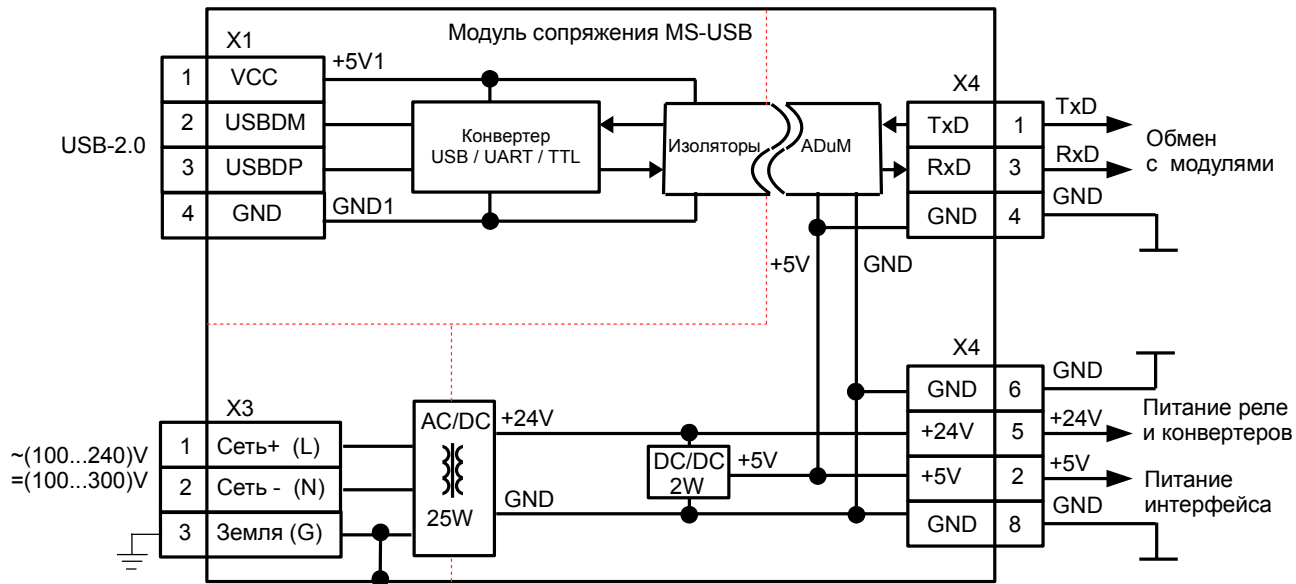 Модуль сопряжения MS-USB
X1
+5V1
1 VCC
2 USBDM
3 USBDP
4 GND
GND1
USB-2.0
Конвертер
USB / UART / TTL
Изоляторы
ADuM
X4
TxD 1 TxD
RxD 3 RxD
GND 4 GND
Обмен
с модулями
+5V GND
X4
GND 6 GND
+24V 5 +24V
+5V 2 +5V
GND 8 GND
Питание реле
и конвертеров
Питание
интерфейса
X3
1 Сеть+ (L)
2 Сеть - (N)
3 Земля (G)
~(100...240)V
=(100...300)V
AC/DC
25W
+24V
GND
DC/DC
2W
+5V